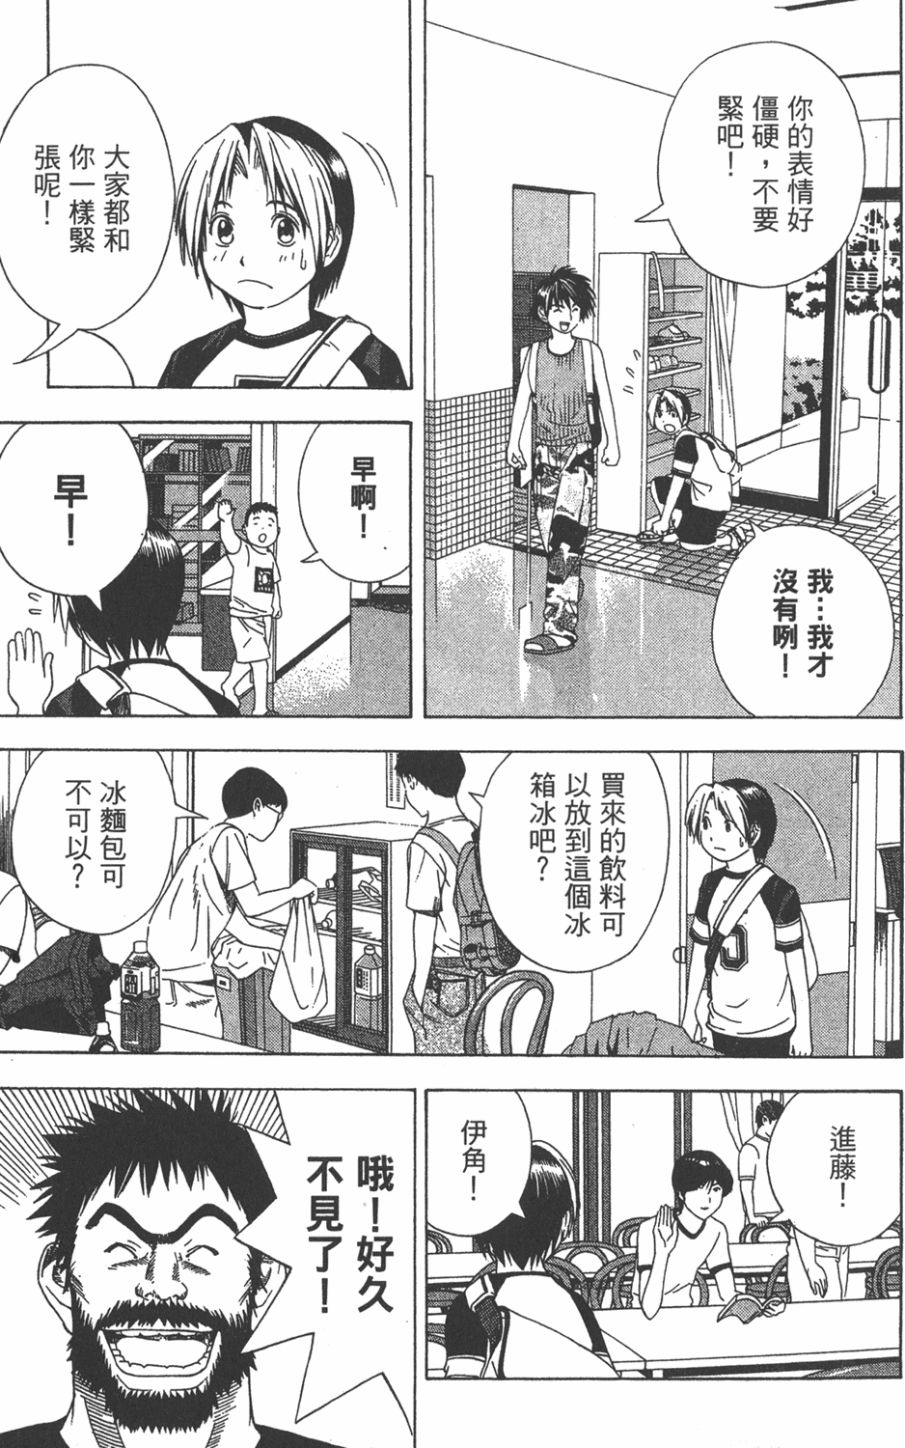 你的表情好
僵硬，不要
緊吧！
我…我才
沒有咧！
大家都和
你一樣緊
張呢！
早啊！
早！
買來的飲料可
以放到這個冰
箱冰吧？
冰麵包可
不可以？
進藤！
伊角！
哦！好久
不見了！